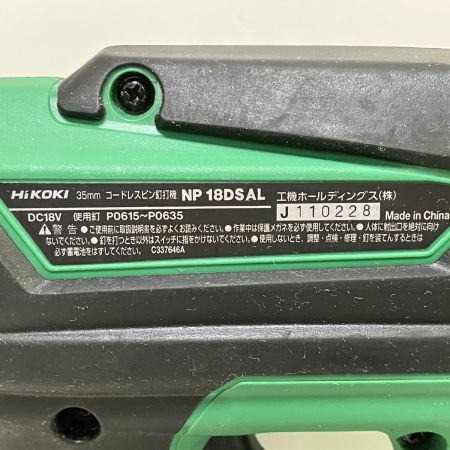 HiKOKI 35mm コードレスピン釘打機 NP 18DSAL 工機ホールディングス(株)
DC18V 使用釘 P0615~P0635 J110228 Made in China
警告 ●ご使用前に取扱説明書を必ずよくお読みください。●作業中は保護メガネを必ず使用してください。●人体に射出口を絶対に向け
ないでください。●釘を打つとき以外はスイッチに指をかけないでください。●使用しないとき、調整・点検・修理・釘を装てんするときは
必ず蓄電池をはずしてください。 C337646A